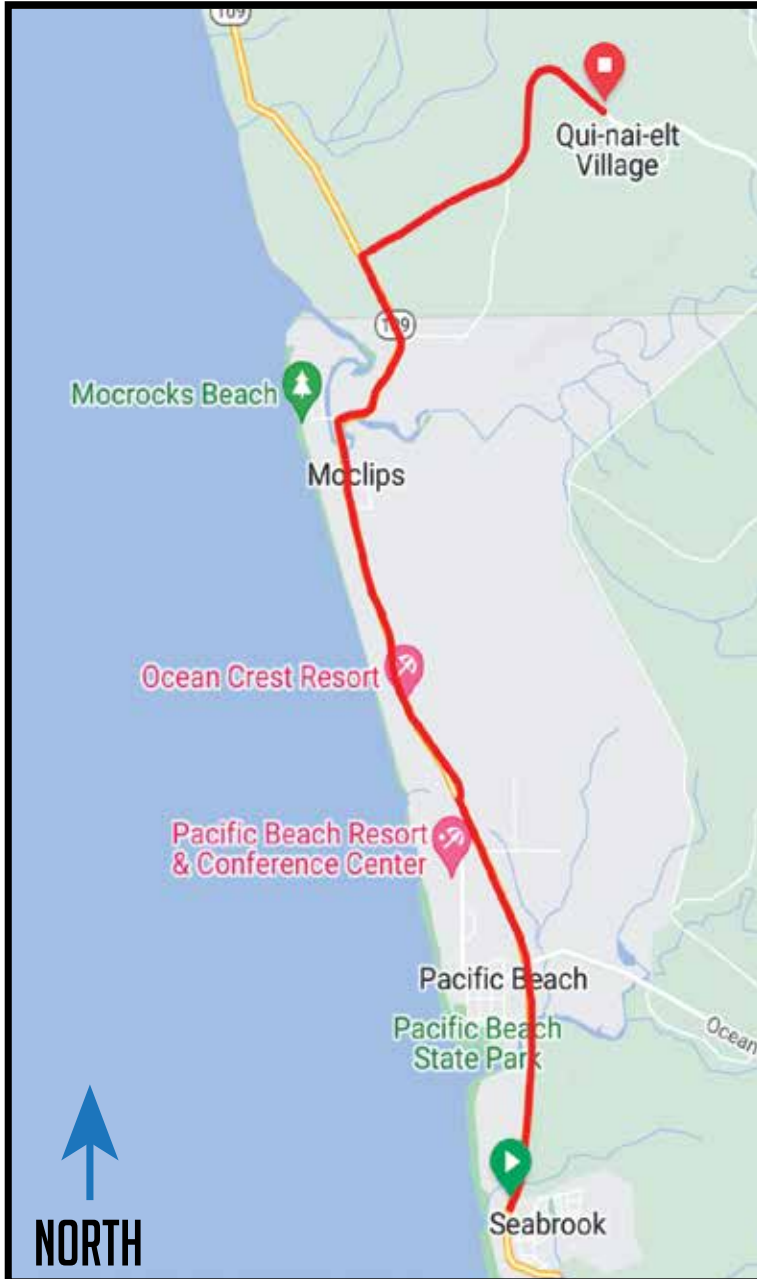 109
Qui-nai-elt
Village
109
Mocrocks Beach
Moclips
Ocean Crest Resort
Pacific Beach Resort
& Conference Center
Pacific Beach
Pacific Beach
State Park
Ocean
Seabrook
NORTH